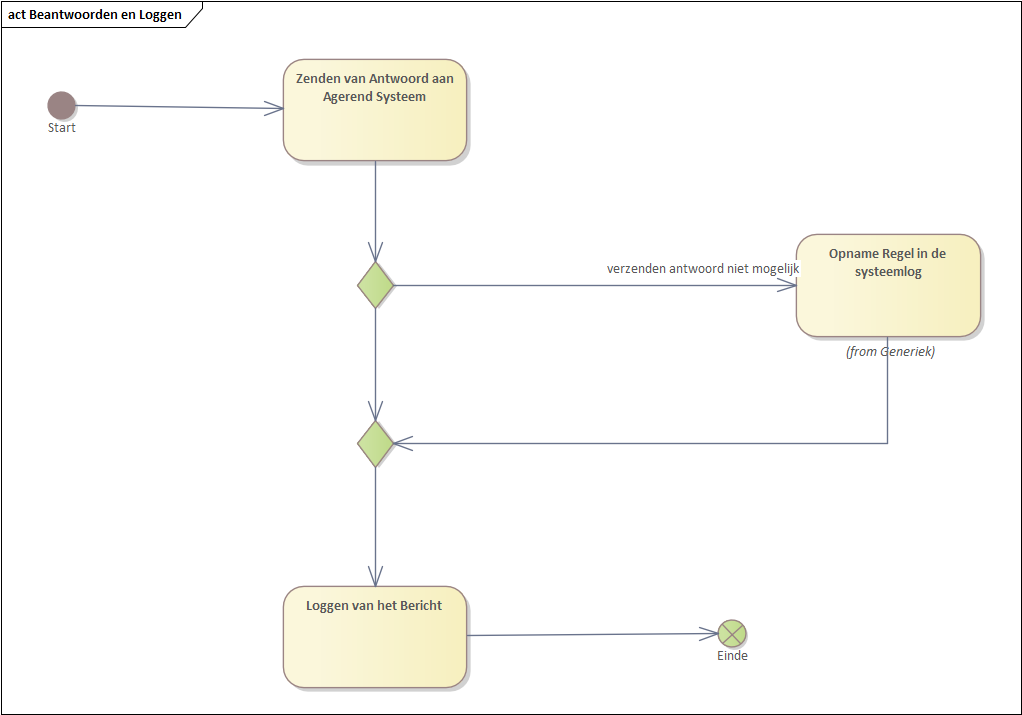 act Beantwoorden en Loggen
Zenden van Antwoord aan
Agerend Systeem
Start
Opname Regel in de
systeemlog
verzenden antwoord niet mogelijk
(from Generiek)
Loggen van het Bericht
Einde